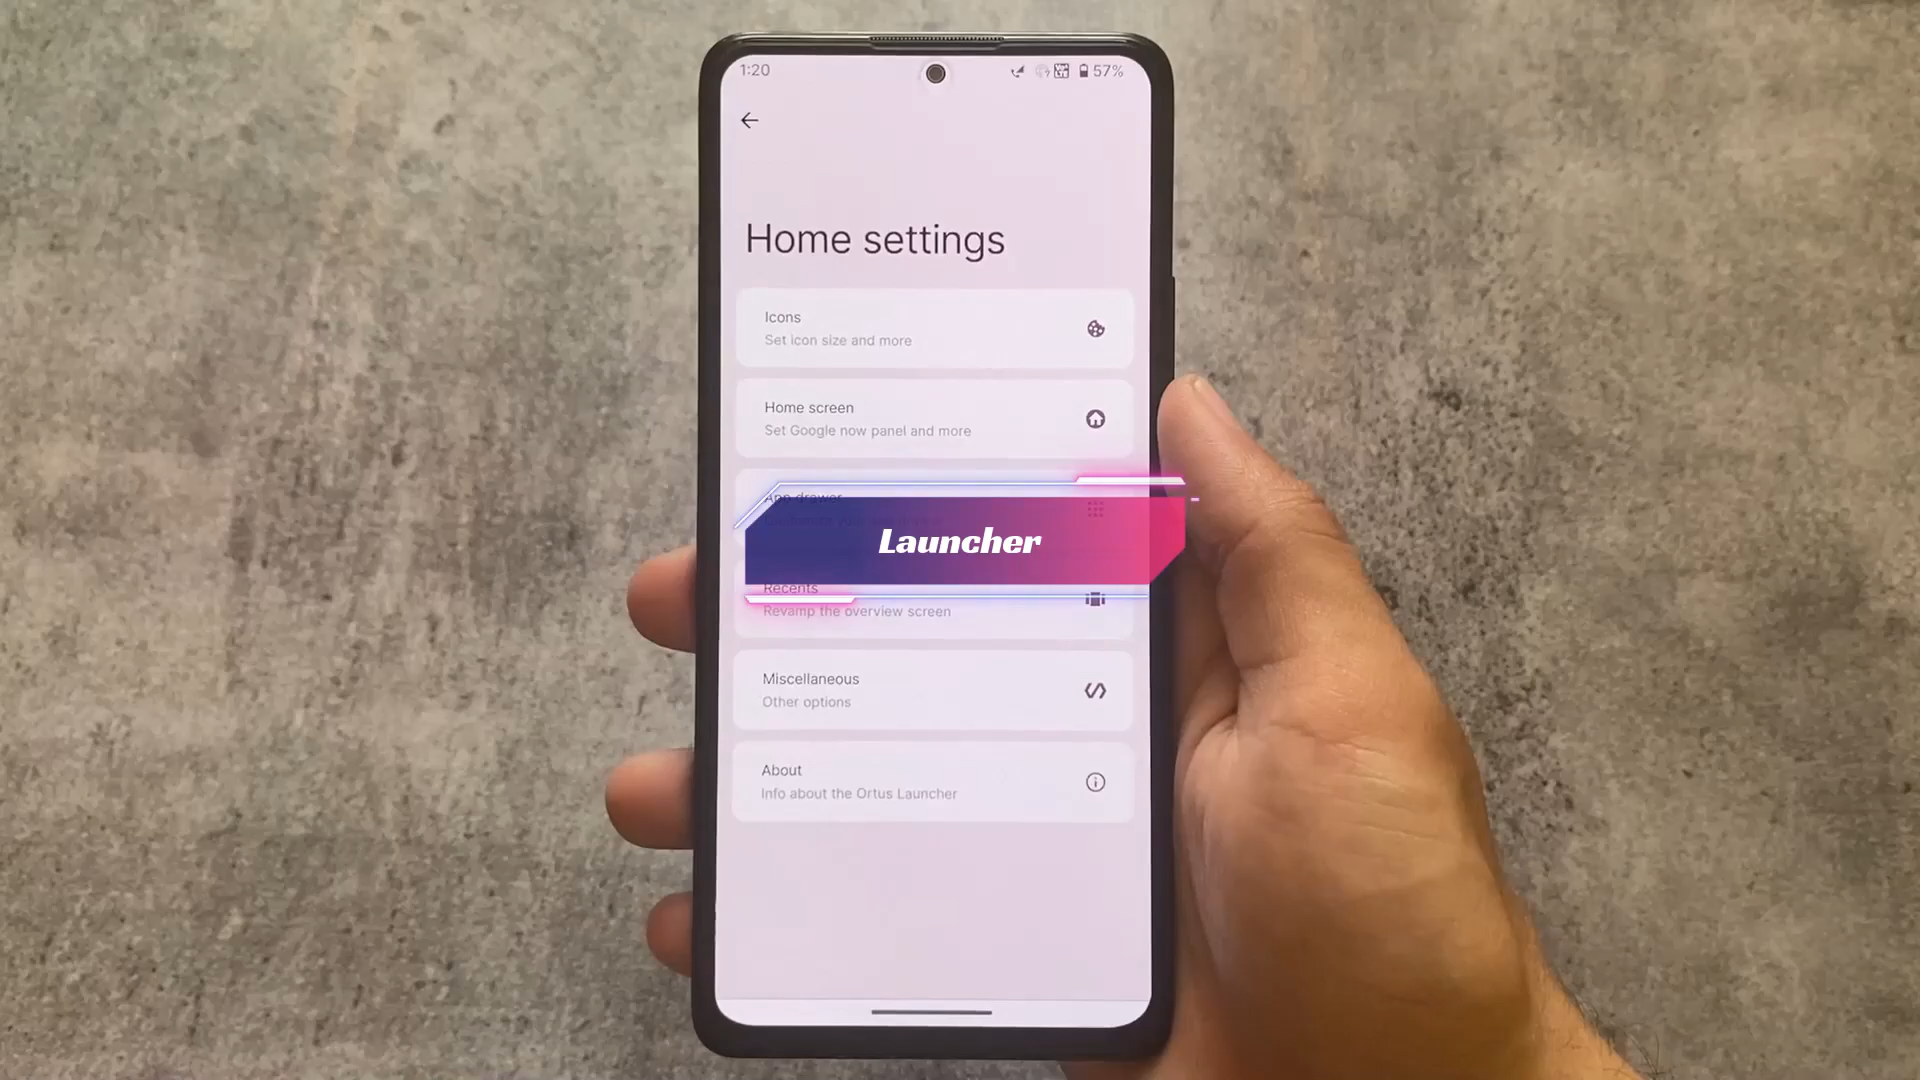 1:20
57%
Home settings
Icons
Set icon size and more
Home screen
Set Google now panel and more
App drawer
Launcher
Recents
Revamp the overview screen
Miscellaneous
Other options
About
Info about the Ortus Launcher